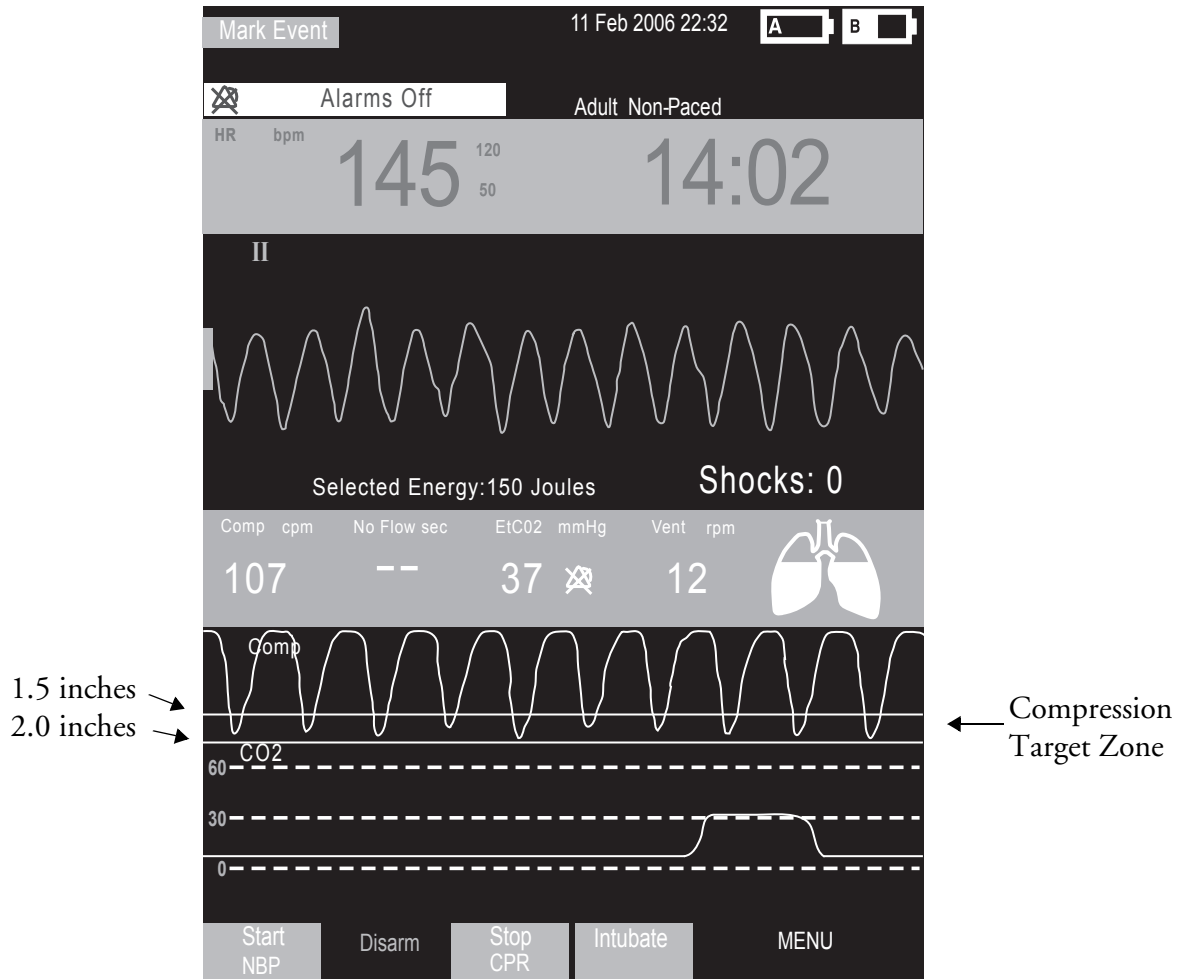 Mark Event
11 Feb 2006 22:32
A
B
Alarms Off
Adult Non-Paced
HR bpm
145
120
50
14:02
II
Selected Energy:150 Joules
Shocks: 0
Comp cpm
No Flow sec
EtC02 mmHg
Vent rpm
107
--
37
12
Comp
1.5 inches
2.0 inches
Compression
Target Zone
CO2
60
30
0
Start
NBP
Disarm
Stop
CPR
Intubate
MENU